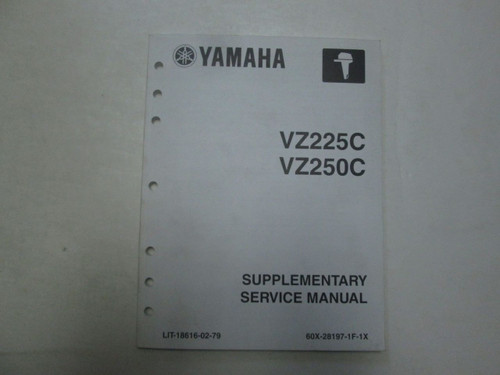 YAMAHA
VZ225C
VZ250C
SUPPLEMENTARY
SERVICE MANUAL
LIT-18616-02-79
60X-28197-1F-1X